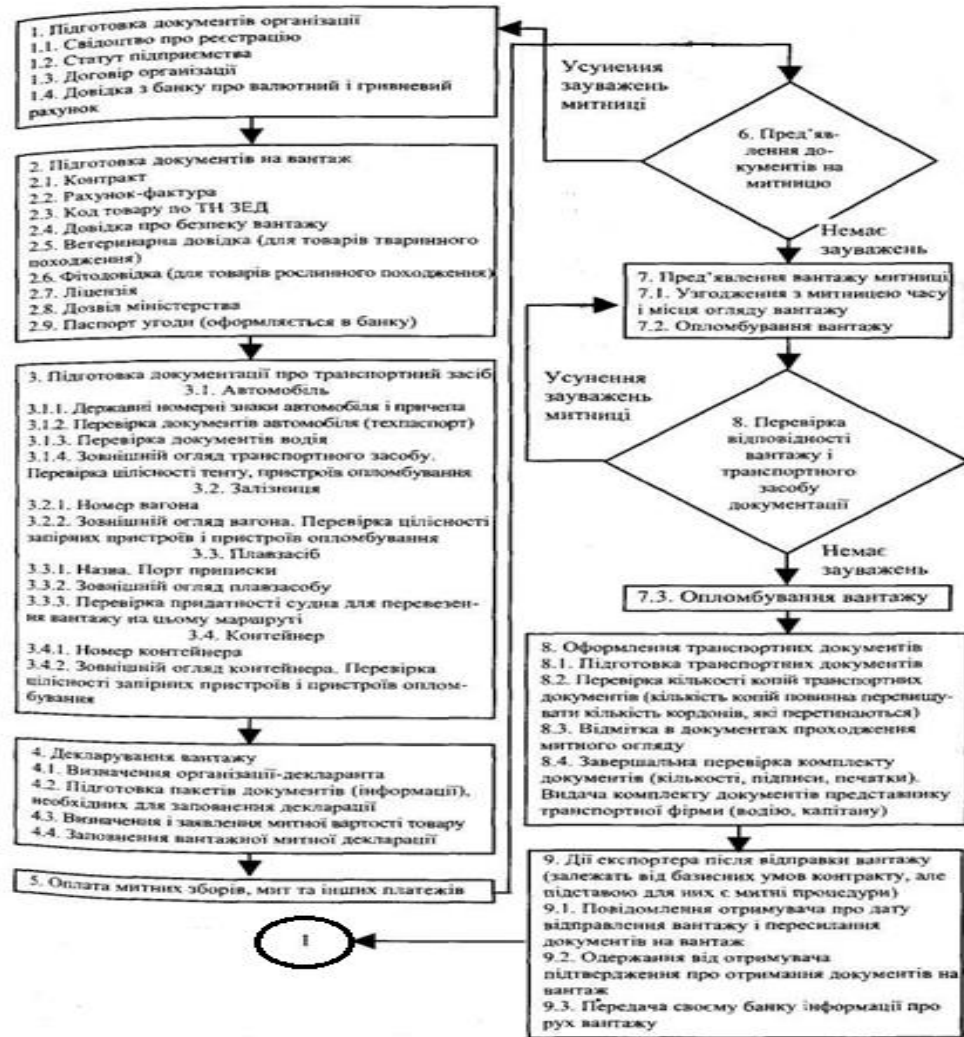 1. Підготовка документів організації
1.1. Свідоцтво про реєстрацію
1.2. Статут підприємства
1.3. Договір організації
1.4. Довідка з банку про валютний і гривневий
рахунок
2. Підготовка документів на вантаж
2.1. Контракт
2.2. Рахунок-фактура
2.3. Код товару по ТН ЗЕД
2.4. Довідка про безпеку вантажу
2.5. Ветеринарна довідка (для товарів тваринного
походження)
2.6. Фітодовідка (для товарів рослинного походження)
2.7. Ліцензія
2.8. Дозвіл міністерства
2.9. Паспорт угоди (оформляється в банку)
3. Підготовка документації про транспортний засіб
3.1. Автомобіль
3.1.1. Державні номерні знаки автомобіля і причепа
3.1.2. Перевірка документів автомобіля (техпаспорт)
3.1.3. Перевірка документів водія
3.1.4. Зовнішній огляд транспортного засобу.
Перевірка цілісності тенту, пристроїв опломбування
3.2. Залізниця
3.2.1. Номер вагона
3.2.2. Зовнішній огляд вагона. Перевірка цілісності
запірних пристроїв і пристроїв опломбування
3.3. Плавзасіб
3.3.1. Назва. Порт приписки
3.3.2. Зовнішній огляд плавзасобу
3.3.3. Перевірка придатності судна для перевезен-
ня вантажу на цьому маршруті
3.4. Контейнер
3.4.1. Номер контейнера
3.4.2. Зовнішній огляд контейнера. Перевірка
цілісності запірних пристроїв і пристроїв оплом-
бування
4. Декларування вантажу
4.1. Визначення організації-декларанта
4.2. Підготовка пакетів документів (інформації),
необхідних для заповнення декларації
4.3. Визначення і заявлення митної вартості товару
4.4. Заповнення вантажної митної декларації
5. Оплата митних зборів, мит та інших платежів
1
Усунення
зауважень
митниці
6. Пред’яв-
лення до-
кументів на
митницю
Немає
зауважень
7. Пред’явлення вантажу митниці
7.1. Узгодження з митницею часу
і місця огляду вантажу
7.2. Опломбування вантажу
Усунення
зауважень
митниці
8. Перевірка
відповідності
вантажу і
транспортного
засобу
документації
Немає
зауважень
7.3. Опломбування вантажу
8. Оформлення транспортних документів
8.1. Підготовка транспортних документів
8.2. Перевірка кількості копій транспортних
документів (кількість копій повинна перевищу-
вати кількість кордонів, які перетинаються)
8.3. Відмітка в документах проходження
митного огляду
8.4. Завершальна перевірка комплекту
документів (кількості, підписи, печатки).
Видача комплекту документів представнику
транспортної фірми (водію, капітану)
9. Дії експортера після відправки вантажу
(залежать від базисних умов контракту, але
підставою для них є митні процедури)
9.1. Повідомлення отримувача про дату
відправлення вантажу і пересилання
документів на вантаж
9.2. Одержання від отримувача
підтвердження про отримання документів на
вантаж
9.3. Передача своєму банку інформації про
рух вантажу